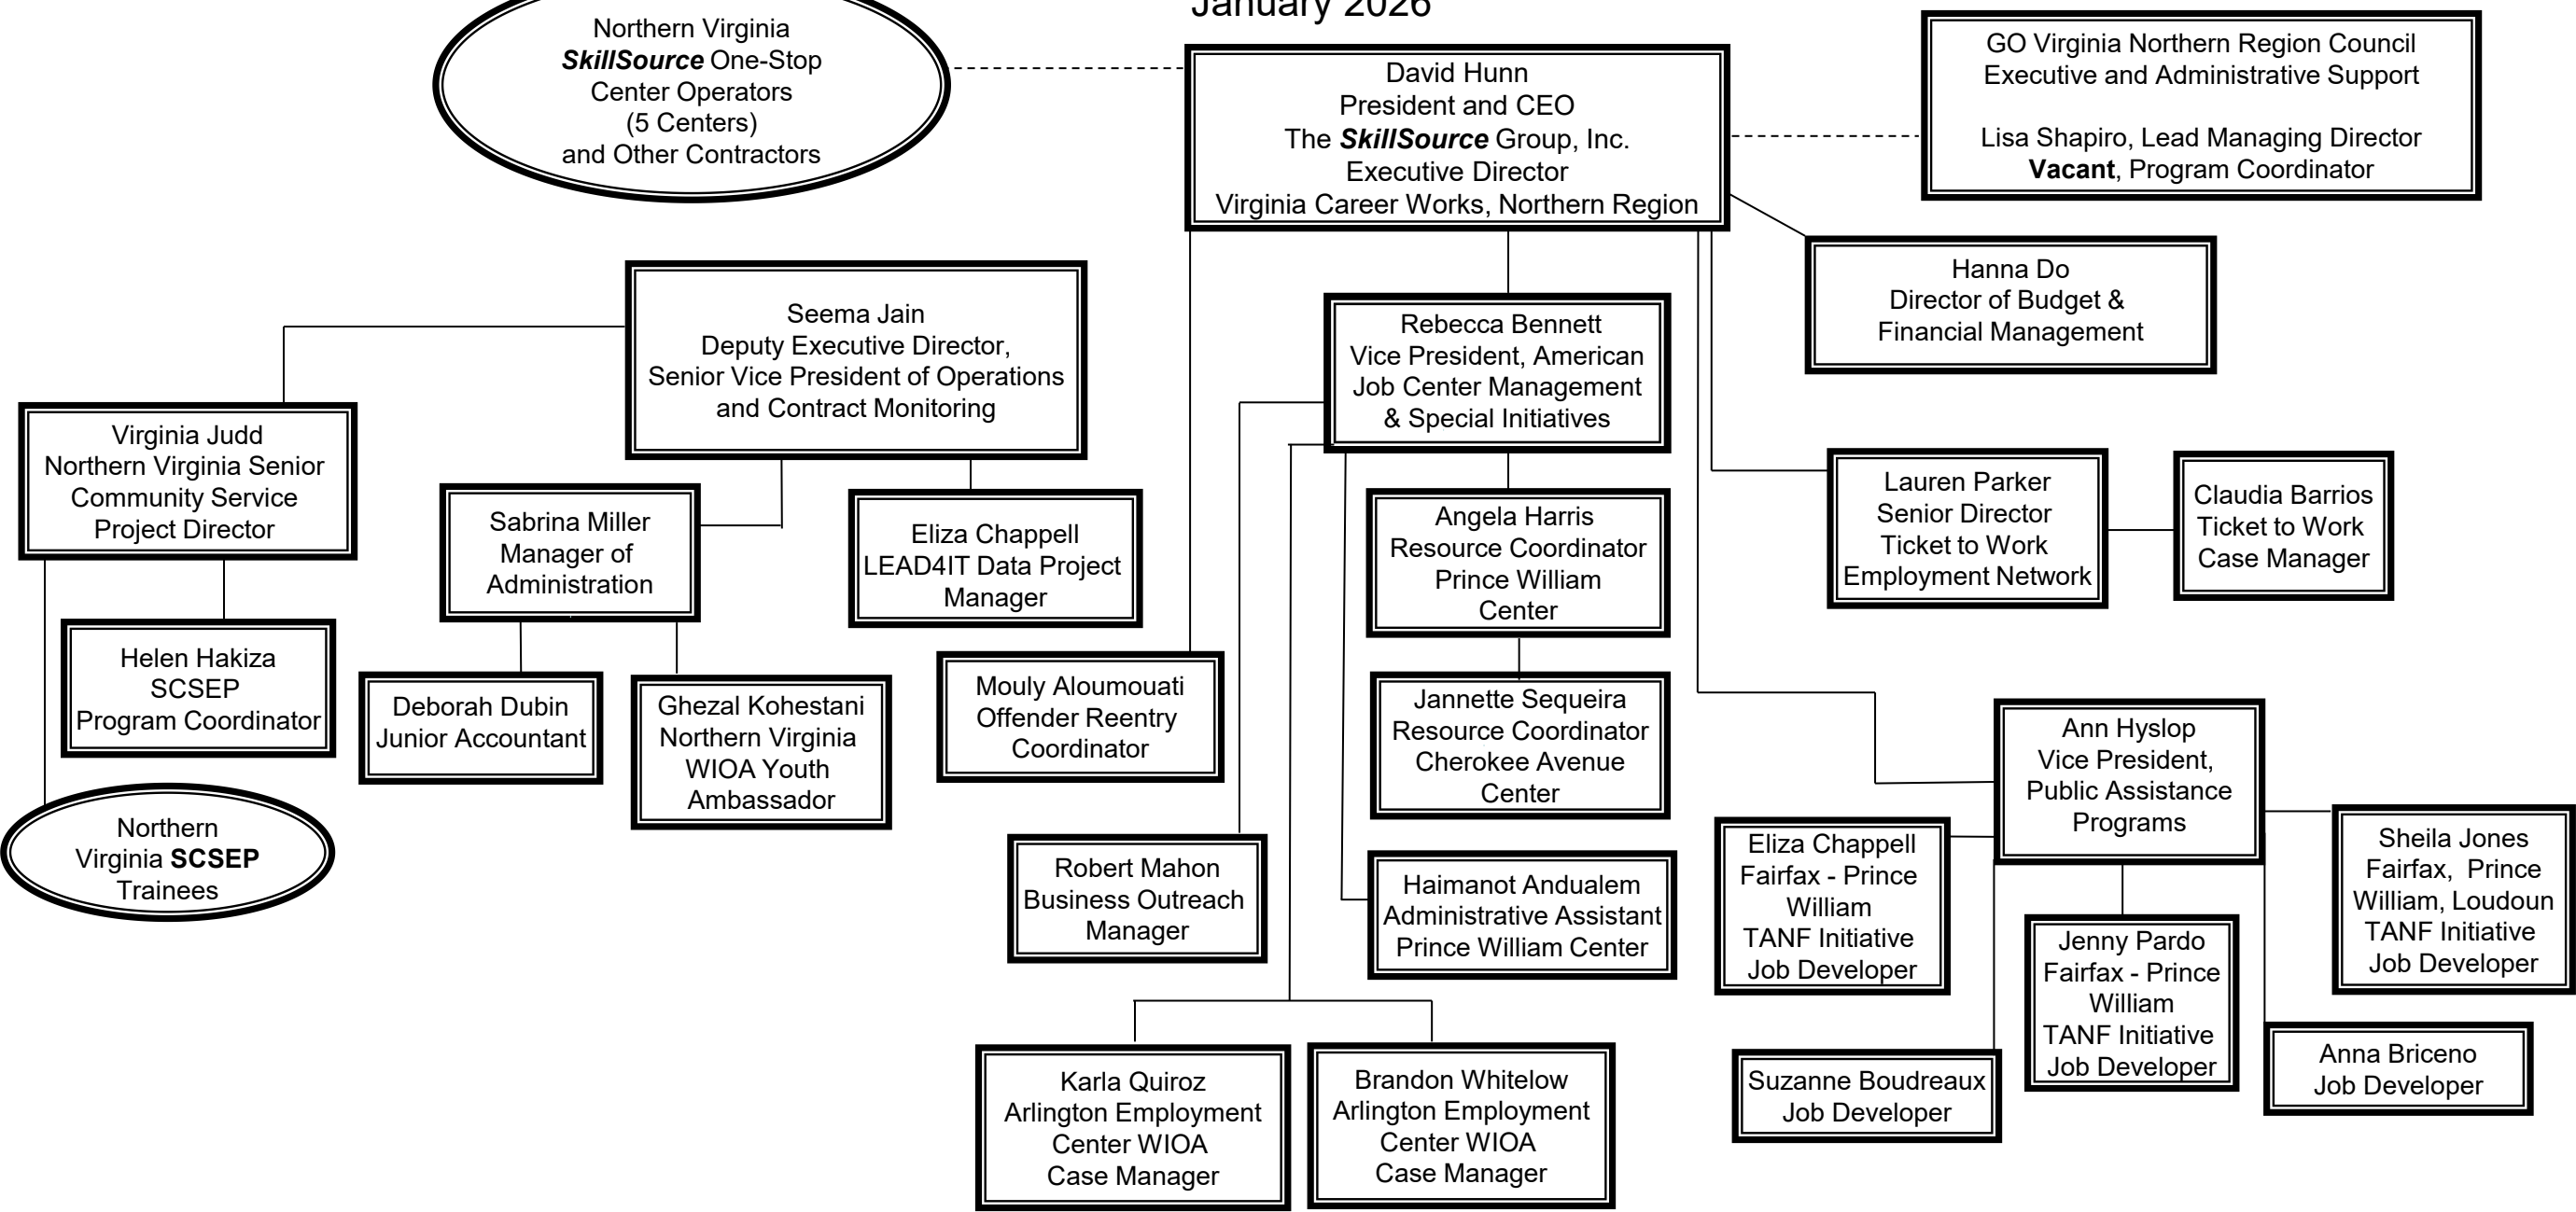 January 2026
Northern Virginia
SkillSource One-Stop
Center Operators
(5 Centers)
and Other Contractors
David Hunn
President and CEO
The SkillSource Group, Inc.
Executive Director
Virginia Career Works, Northern Region
GO Virginia Northern Region Council
Executive and Administrative Support
Lisa Shapiro, Lead Managing Director
Vacant, Program Coordinator
Hanna Do
Director of Budget &
Financial Management
Seema Jain
Deputy Executive Director,
Senior Vice President of Operations
and Contract Monitoring
Rebecca Bennett
Vice President, American
Job Center Management
& Special Initiatives
Virginia Judd
Northern Virginia Senior
Community Service
Project Director
Sabrina Miller
Manager of
Administration
Eliza Chappell
LEAD4IT Data Project
Manager
Angela Harris
Resource Coordinator
Prince William
Center
Lauren Parker
Senior Director
Ticket to Work
Employment Network
Claudia Barrios
Ticket to Work
Case Manager
Helen Hakiza
SCSEP
Program Coordinator
Deborah Dubin
Junior Accountant
Ghezal Kohestani
Northern Virginia
WIOA Youth
Ambassador
Mouly Aloumouati
Offender Reentry
Coordinator
Jannette Sequeira
Resource Coordinator
Cherokee Avenue
Center
Ann Hyslop
Vice President,
Public Assistance
Programs
Northern
Virginia SCSEP
Trainees
Robert Mahon
Business Outreach
Manager
Haimanot Andualem
Administrative Assistant
Prince William Center
Eliza Chappell
Fairfax - Prince
William
TANF Initiative
Job Developer
Jenny Pardo
Fairfax - Prince
William
TANF Initiative
Job Developer
Sheila Jones
Fairfax, Prince
William, Loudoun
TANF Initiative
Job Developer
Karla Quiroz
Arlington Employment
Center WIOA
Case Manager
Brandon Whitelow
Arlington Employment
Center WIOA
Case Manager
Suzanne Boudreaux
Job Developer
Anna Briceno
Job Developer